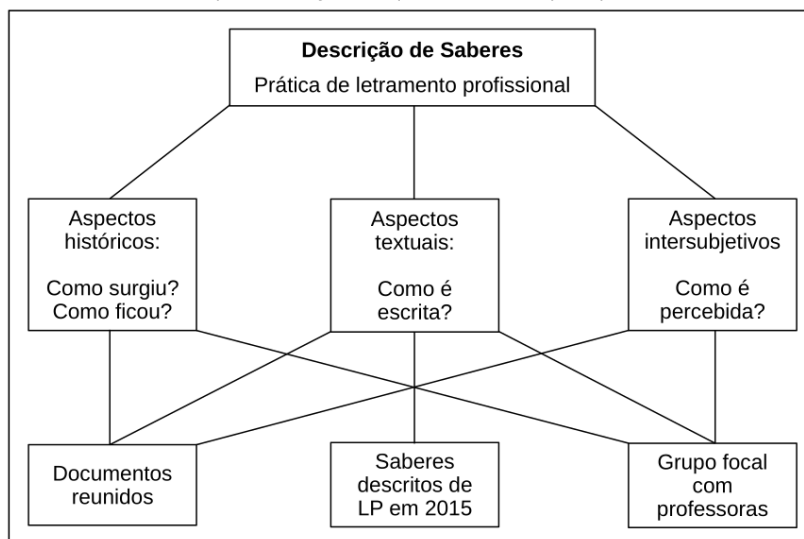 Descrição de Saberes
Prática de letramento profissional
Aspectos
históricos:
Como surgiu?
Como ficou?
Aspectos
textuais:
Como é
escrita?
Aspectos
intersubjetivos
Como é
percebida?
Documentos
reunidos
Saberes
descritos de
LP em 2015
Grupo focal
com
professoras